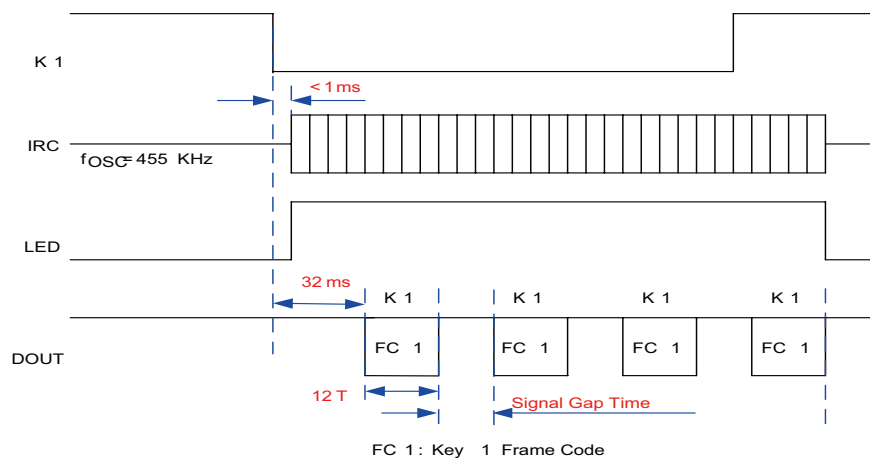 K 1
< 1 ms
IRC
fOSC= 455 KHz
LED
32 ms
K 1 K 1 K 1 K 1
DOUT
FC 1 FC 1 FC 1 FC 1
12 T
Signal Gap Time
FC 1 : Key 1 Frame Code